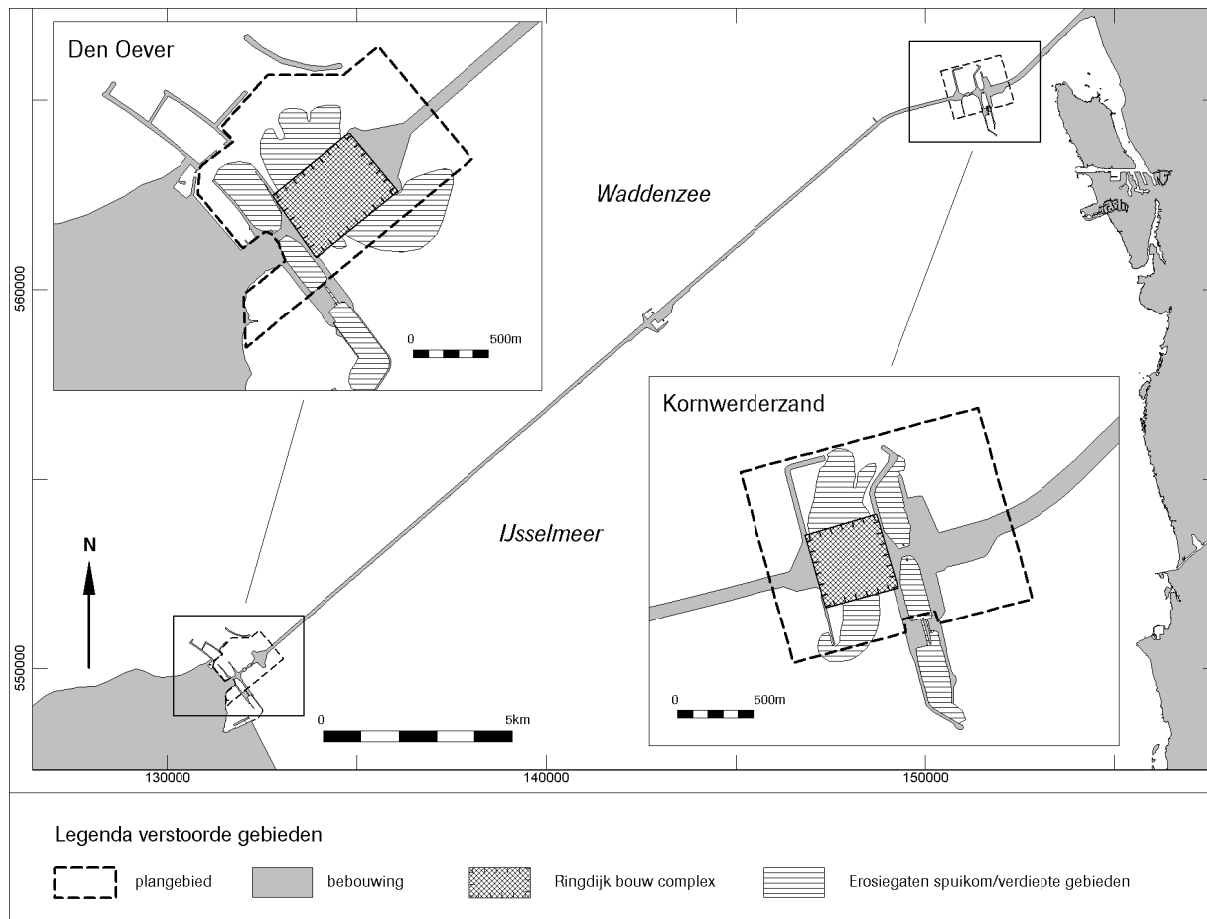 Den Oever
0 500m
Waddenzee
560000
Kornwerderzand
IJsselmeer
N
0 500m
550000
0 5km
130000 140000 150000
Legenda verstoorde gebieden
plangebied bebouwing Ringdijk bouw complex Erosiegaten spuikom/verdiepte gebieden